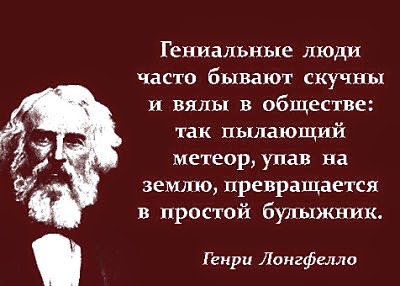 Гениальные люди
часто бывают скучны
и вялы в обществе:
так пылающий
метеор, упав на
землю, превращается
в простой булыжник.
Генри Лонгфелло